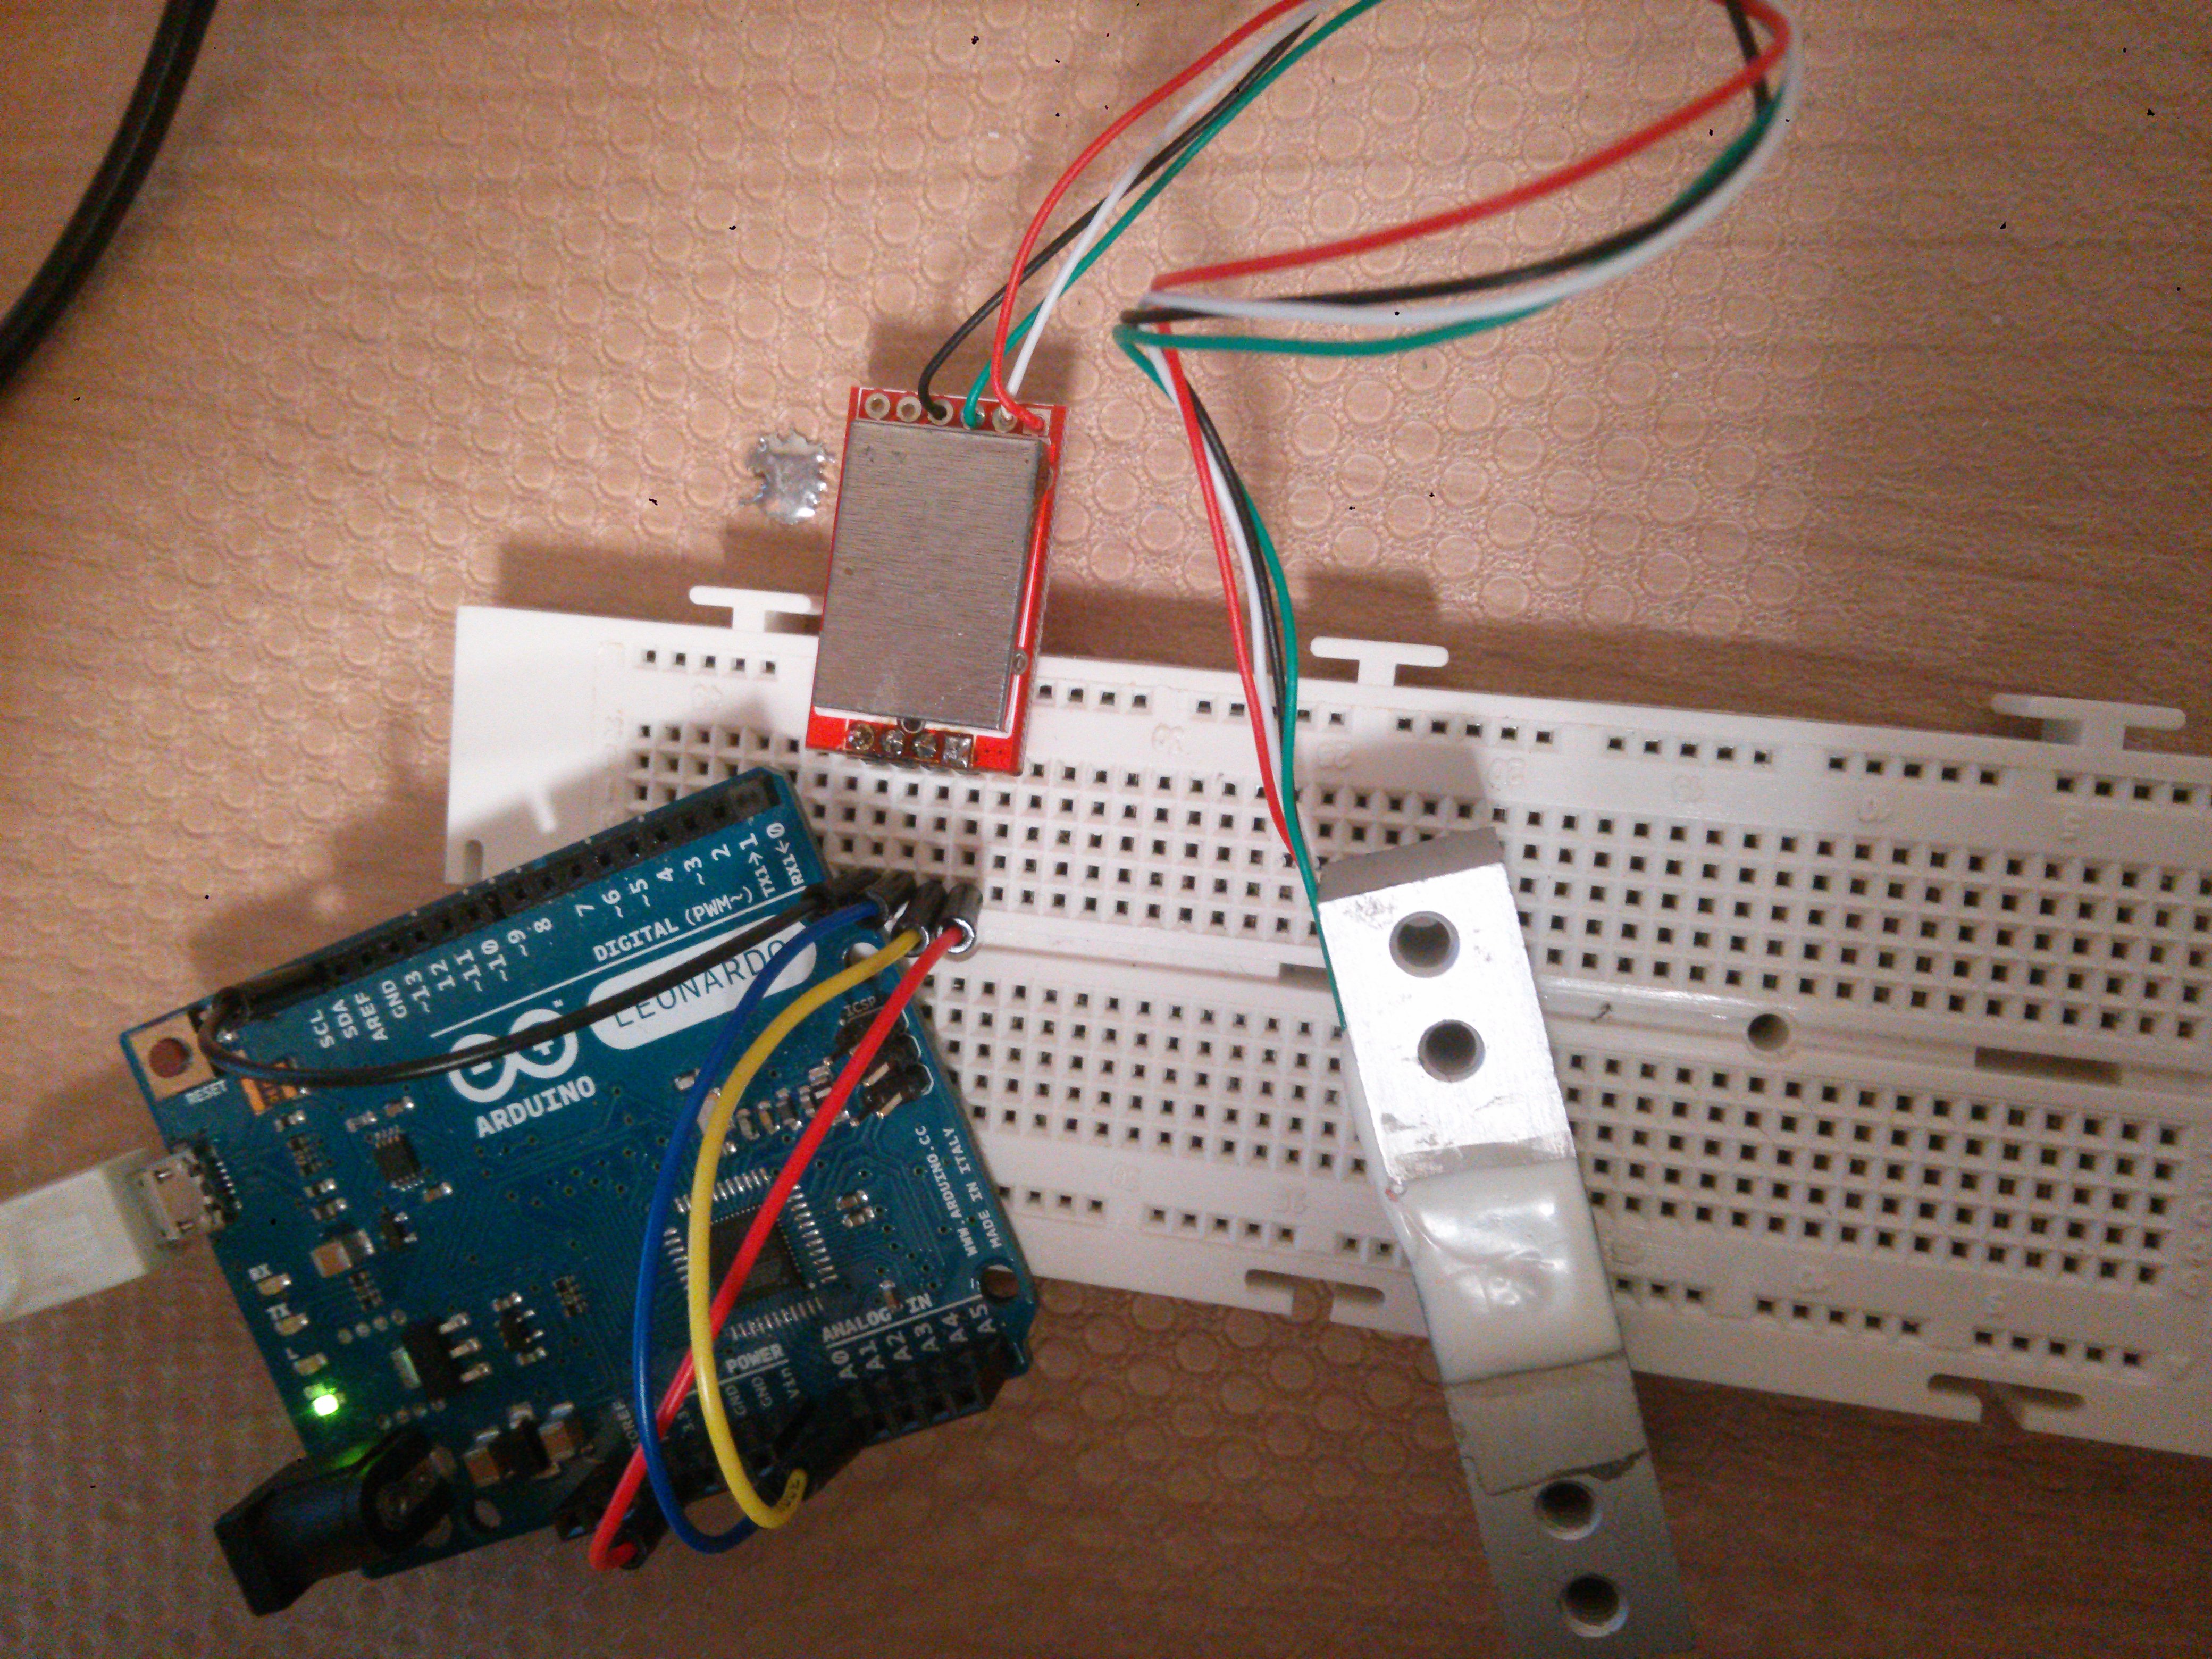 RX1←0
TX1→1
2
~3
4
~5
~6
7
8
~9
~10
~11
12
~13
GND
AREF
SDA
SCL
DIGITAL (PWM~)
LEONARDO
ARDUINO
RESET
ICSP
WWW.ARDUINO.CC
MADE IN ITALY
RX
ANALOG IN
A0
A1
A2
A3
A4
A5
POWER
GND
GND
Vin